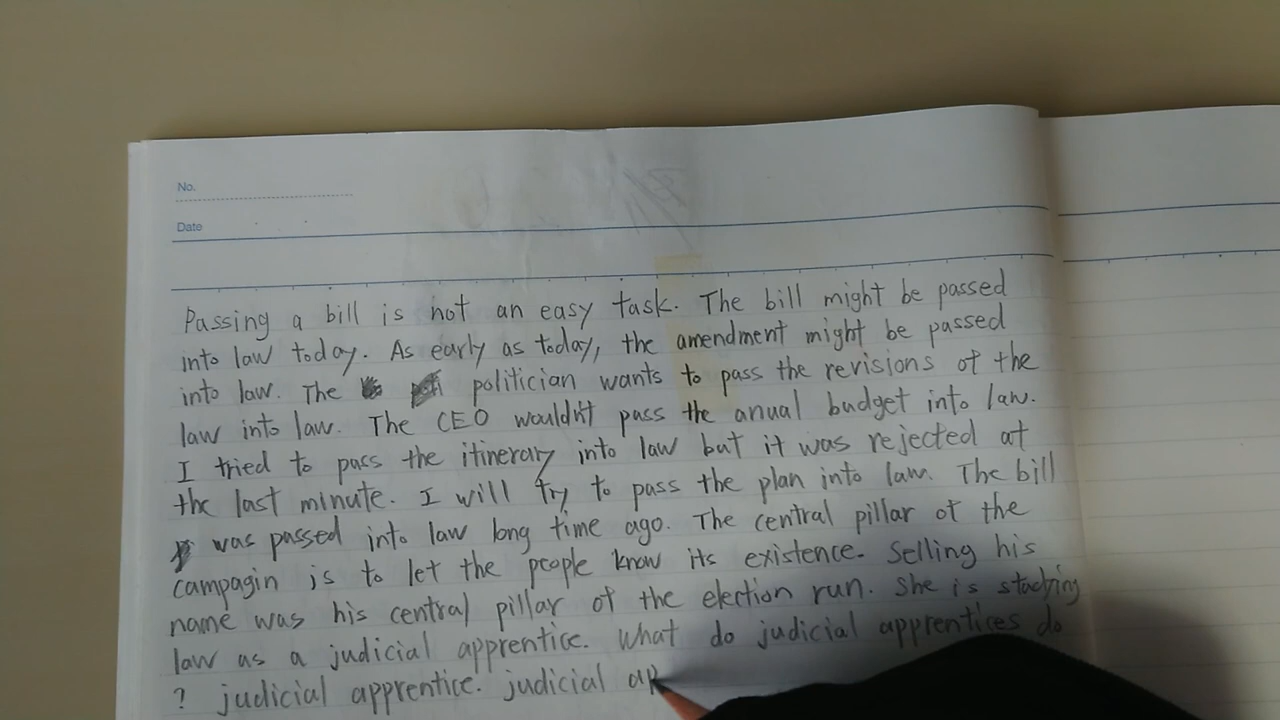 No.
Date
Passing a bill is not an easy task. The bill might be passed
into law today. As early as today, the amendment might be passed
into law. The politician wants to pass the revisions of the
law into law. The CEO wouldn't pass the anual budget into law.
I tried to pass the itinerary into law but it was rejected at
the last minute. I will try to pass the plan into law. The bill
was passed into law long time ago. The central pillar of the
campagin is to let the people know its existence. Selling his
name was his central pillar of the election run. She is studying
law as a judicial apprentice. What do judicial apprentices do
? judicial apprentice. judicial ap